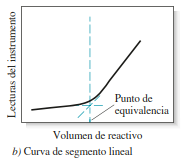 Lecturas del instrumento
Punto de
equivalencia
Volumen de reactivo
b) Curva de segmento lineal